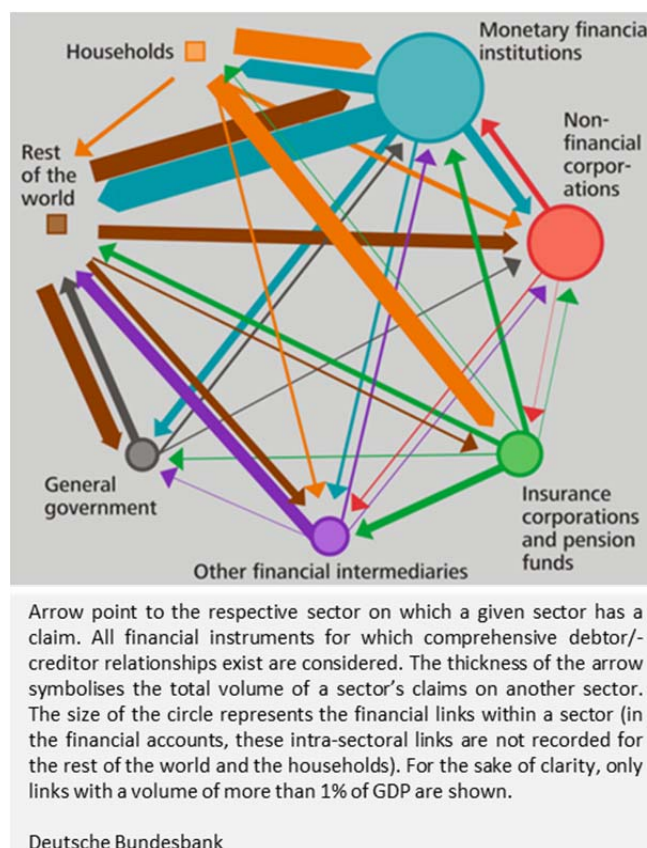 Households
Monetary financial
institutions
Non-
financial
corpor-
ations
Rest
of the
world
General
government
Insurance
corporations
and pension
funds
Other financial intermediaries
Arrow point to the respective sector on which a given sector has a
claim. All financial instruments for which comprehensive debtor/-
creditor relationships exist are considered. The thickness of the arrow
symbolises the total volume of a sector's claims on another sector.
The size of the circle represents the financial links within a sector (in
the financial accounts, these intra-sectoral links are not recorded for
the rest of the world and the households). For the sake of clarity, only
links with a volume of more than 1% of GDP are shown.
Deutsche Bundesbank